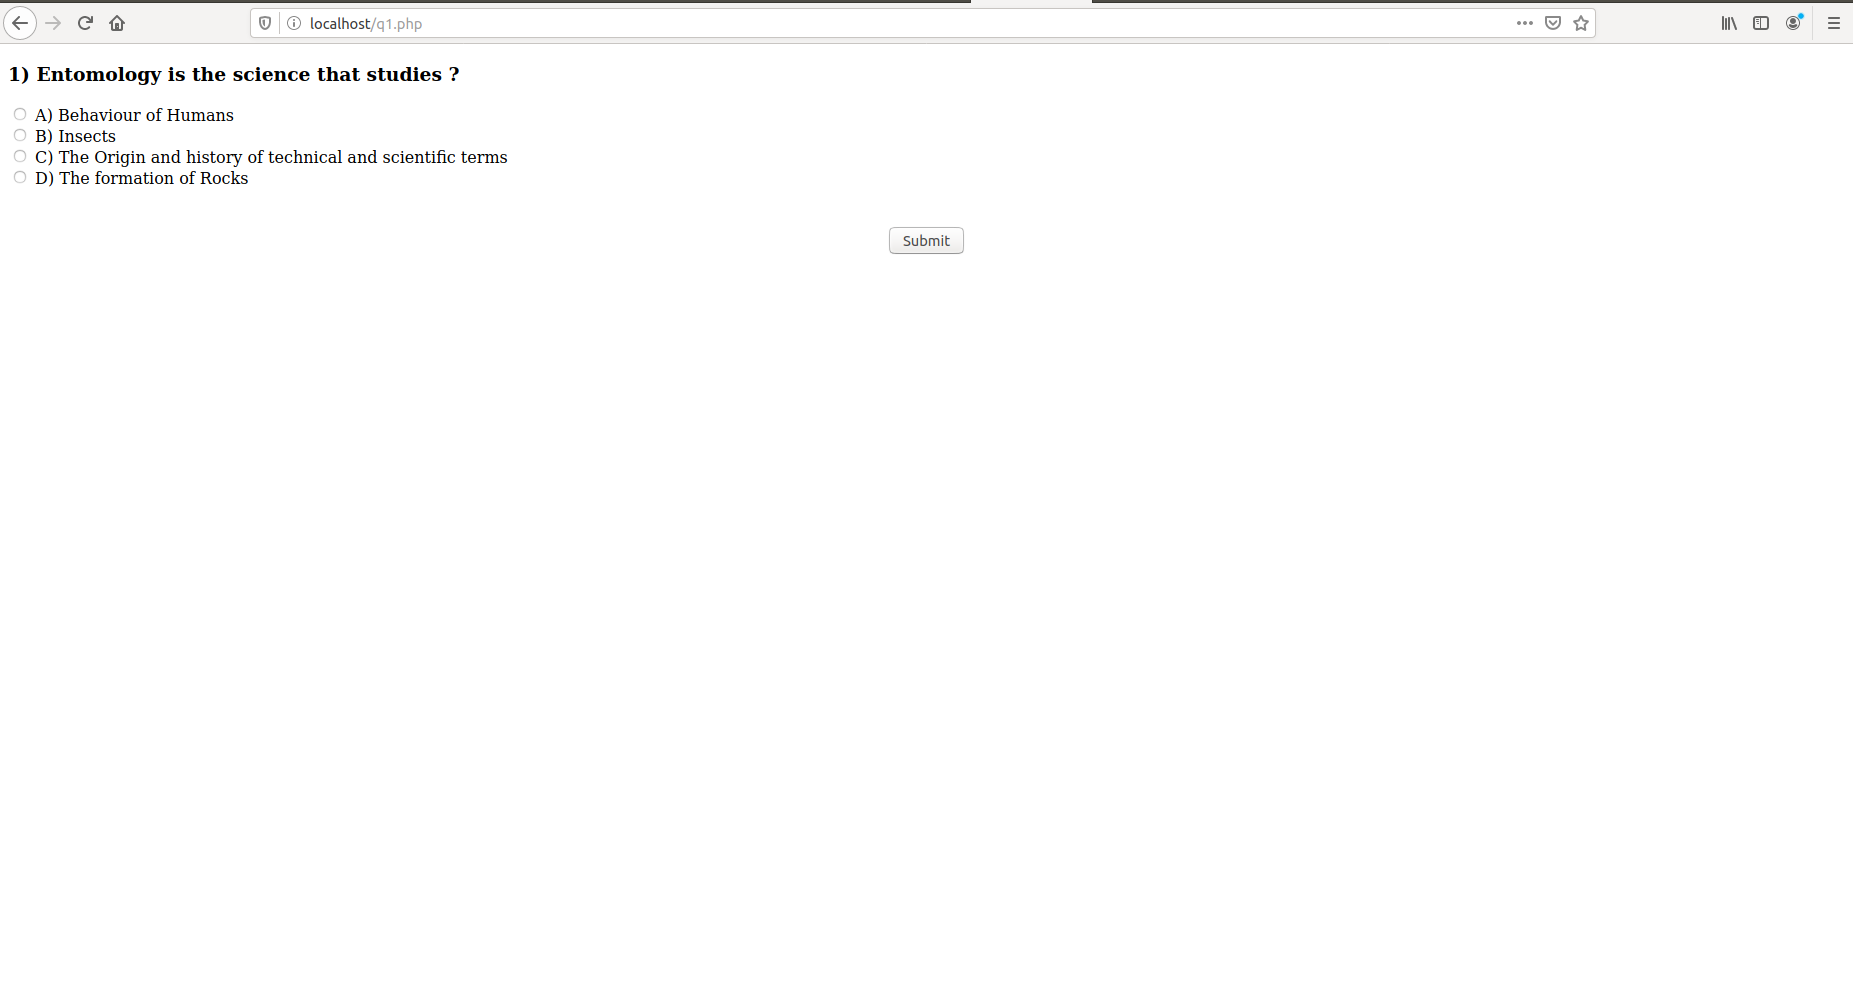 localhost/q1.php
1) Entomology is the science that studies ?
A) Behaviour of Humans
B) Insects
C) The Origin and history of technical and scientific terms
D) The formation of Rocks
Submit